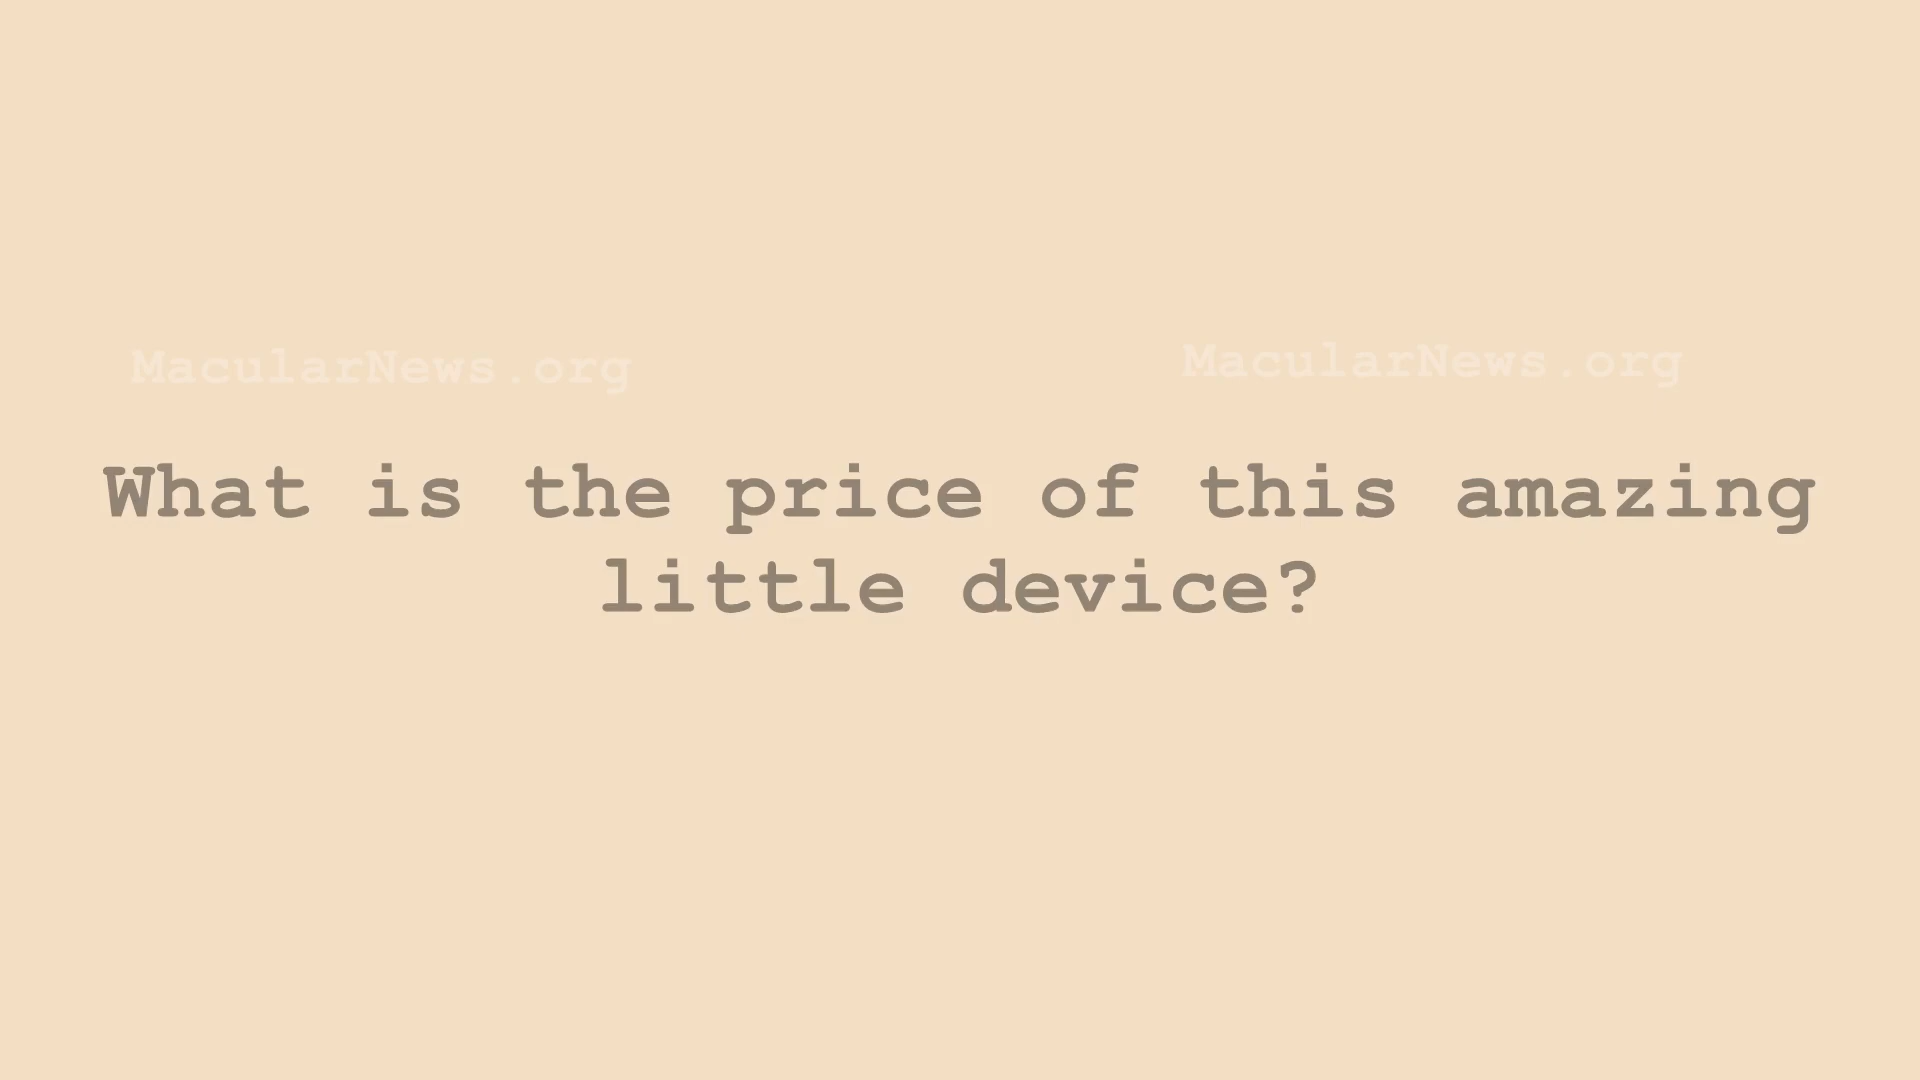 MacularNews.org MacularNews.org
What is the price of this amazing
little device?